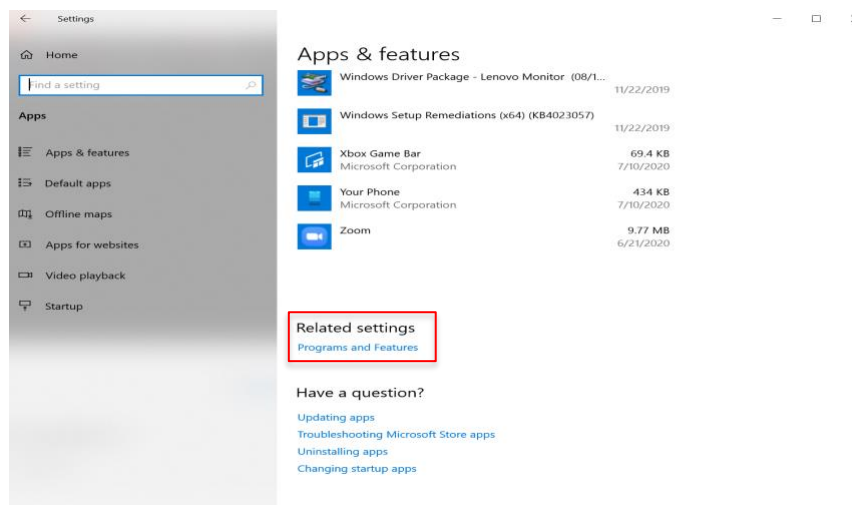 Settings
Home
Find a setting
Apps
Apps & features
Default apps
Offline maps
Apps for websites
Video playback
Startup
Apps & features
Windows Driver Package - Lenovo Monitor (08/1...
11/22/2019
Windows Setup Remediations (x64) (KB4023057)
11/22/2019
Xbox Game Bar 69.4 KB
Microsoft Corporation 7/10/2020
Your Phone 434 KB
Microsoft Corporation 7/10/2020
Zoom 9.77 MB
6/21/2020
Related settings
Programs and Features
Have a question?
Updating apps
Troubleshooting Microsoft Store apps
Uninstalling apps
Changing startup apps